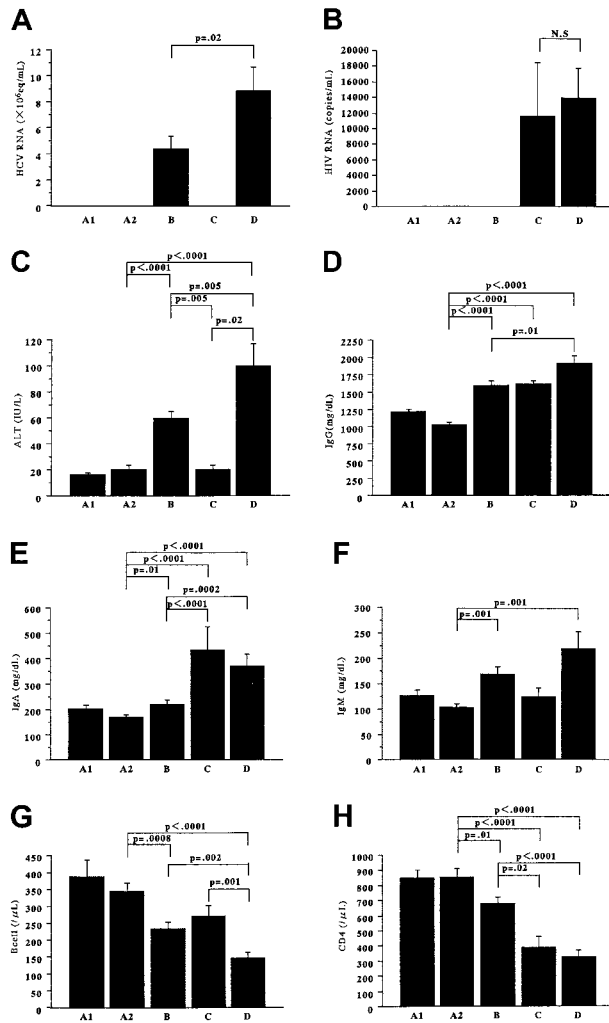 A
p=.02
HCV RNA (×10⁶eq/mL)
10
8
6
4
2
0
A1 A2 B C D
B
N.S
HIV RNA (copies/mL)
20000
18000
16000
14000
12000
10000
8000
6000
4000
2000
0
A1 A2 B C D
C
p<.0001
p<.0001
p=.005
p=.005
p=.02
ALT (IU/L)
120
100
80
60
40
20
0
A1 A2 B C D
D
p<.0001
p<.0001
p<.0001
p=.01
IgG(mg/dL)
2250
2000
1750
1500
1250
1000
750
500
250
0
A1 A2 B C D
E
p<.0001
p<.0001
p=.01
p=.0002
p<.0001
IgA (mg/dL)
600
500
400
300
200
100
0
A1 A2 B C D
F
p=.001
p=.001
IgM (mg/dL)
300
250
200
150
100
50
0
A1 A2 B C D
G
p<.0001
p=.0008
p=.002
p=.001
Bcell (/μL)
450
400
350
300
250
200
150
100
50
0
A1 A2 B C D
H
p<.0001
p<.0001
p=.01
p<.0001
p=.02
CD4 (/μL)
1000
900
800
700
600
500
400
300
200
100
0
A1 A2 B C D